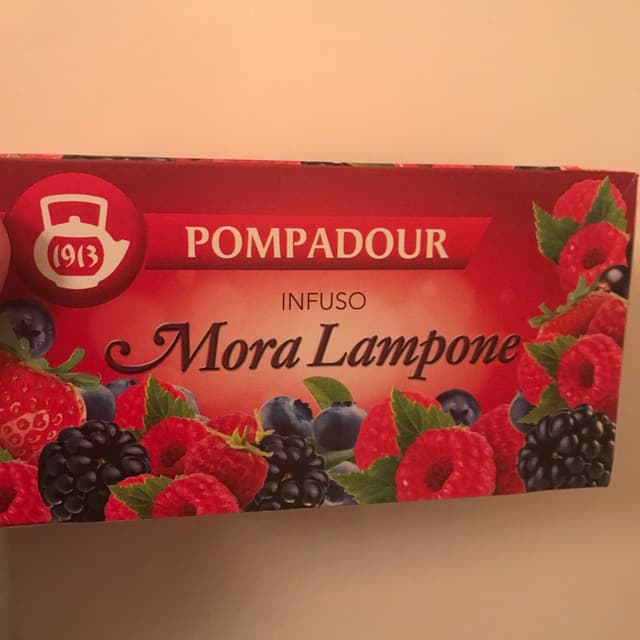 1913
POMPADOUR
INFUSO
Mora Lampone